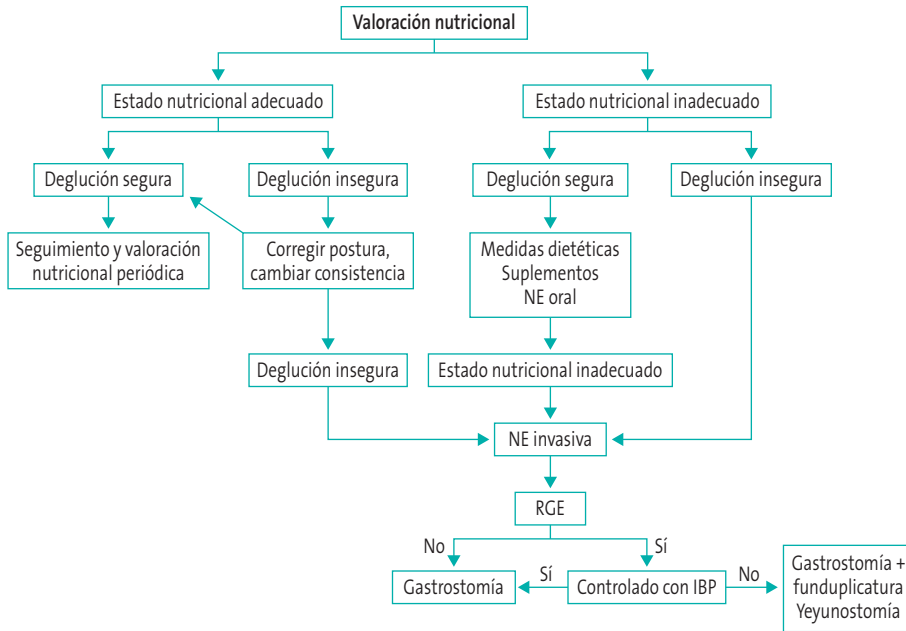 Valoración nutricional
Estado nutricional adecuado
Estado nutricional inadecuado
Deglución segura
Deglución insegura
Deglución segura
Deglución insegura
Seguimiento y valoración
nutricional periódica
Corregir postura,
cambiar consistencia
Medidas dietéticas
Suplementos
NE oral
Deglución insegura
Estado nutricional inadecuado
NE invasiva
RGE
No
Sí
Gastrostomía
Sí
Controlado con IBP
No
Gastrostomía +
funduplicatura
Yeyunostomía